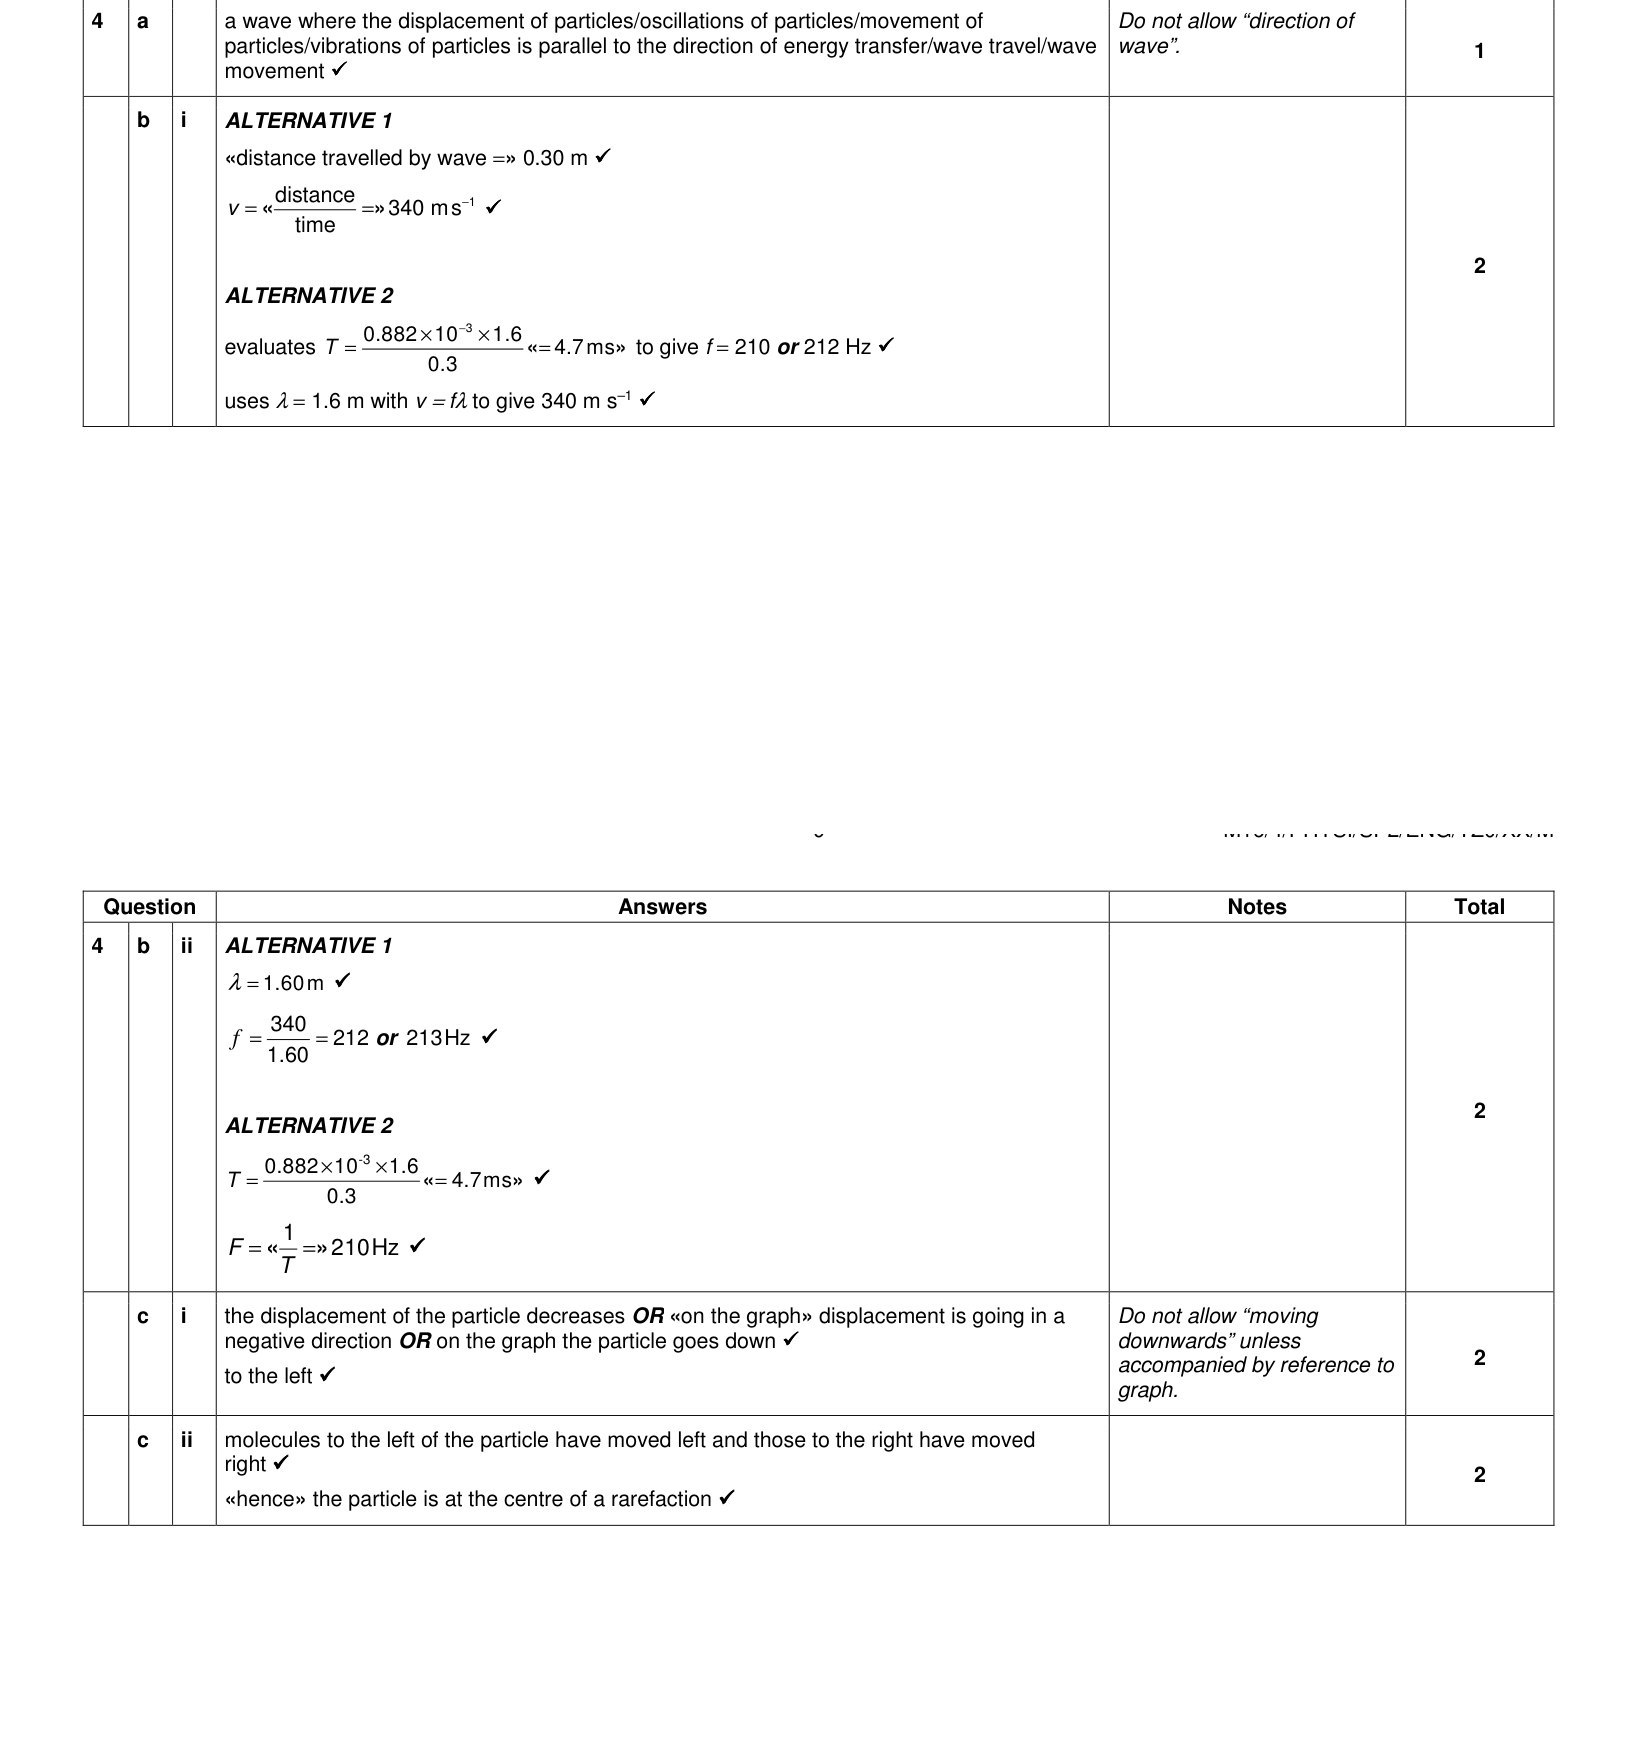 4 a a wave where the displacement of particles/oscillations of particles/movement of Do not allow “direction of
particles/vibrations of particles is parallel to the direction of energy transfer/wave travel/wave wave”. 1
movement ✓
b i ALTERNATIVE 1
«distance travelled by wave =» 0.30 m ✓
v = «distance/time =» 340 m s⁻¹ ✓
2
ALTERNATIVE 2
evaluates T = 0.882×10⁻³ ×1.6/0.3 «= 4.7 ms» to give f = 210 or 212 Hz ✓
uses λ = 1.6 m with v = fλ to give 340 m s⁻¹ ✓
Question Answers Notes Total
4 b ii ALTERNATIVE 1
λ = 1.60 m ✓
f = 340/1.60 = 212 or 213 Hz ✓
2
ALTERNATIVE 2
T = 0.882×10⁻³ ×1.6/0.3 «= 4.7 ms» ✓
F = «1/T =» 210 Hz ✓
c i the displacement of the particle decreases OR «on the graph» displacement is going in a Do not allow “moving
negative direction OR on the graph the particle goes down ✓ downwards” unless
accompanied by reference to 2
to the left ✓ graph.
c ii molecules to the left of the particle have moved left and those to the right have moved
right ✓ 2
«hence» the particle is at the centre of a rarefaction ✓